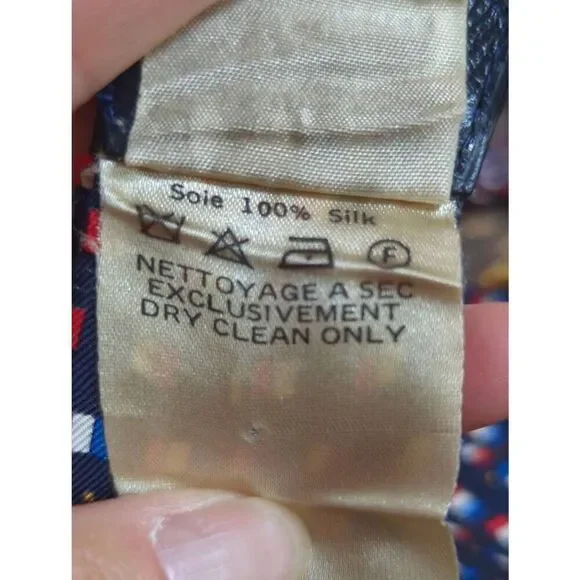 Soie 100% Silk
F
NETTOYAGE A SEC
EXCLUSIVEMENT
DRY CLEAN ONLY